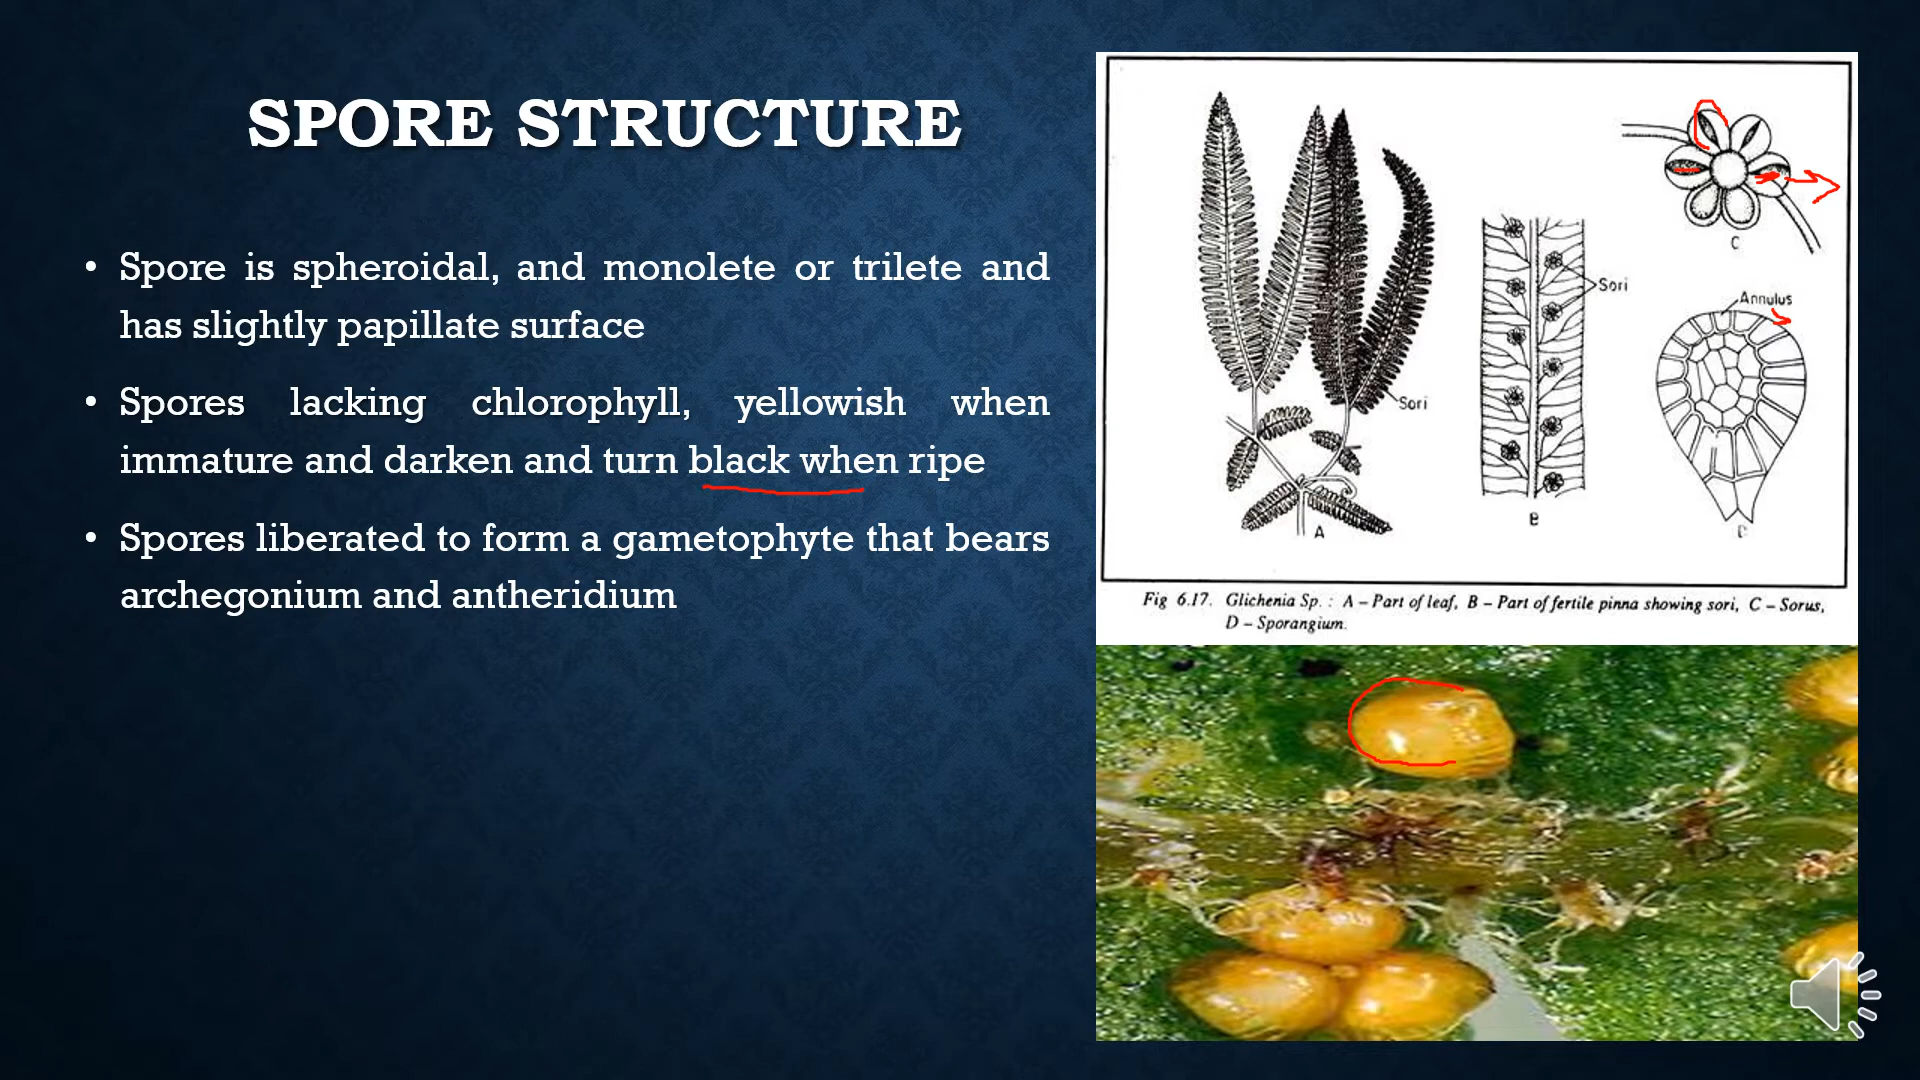 SPORE STRUCTURE
• Spore is spheroidal, and monolete or trilete and
has slightly papillate surface
• Spores lacking chlorophyll, yellowish when
immature and darken and turn black when ripe
• Spores liberated to form a gametophyte that bears
archegonium and antheridium
C
Sori
Annulus
Sori
A
B
D
Fig 6.17. Glichenia Sp. : A – Part of leaf, B – Part of fertile pinna showing sori, C – Sorus,
D – Sporangium.